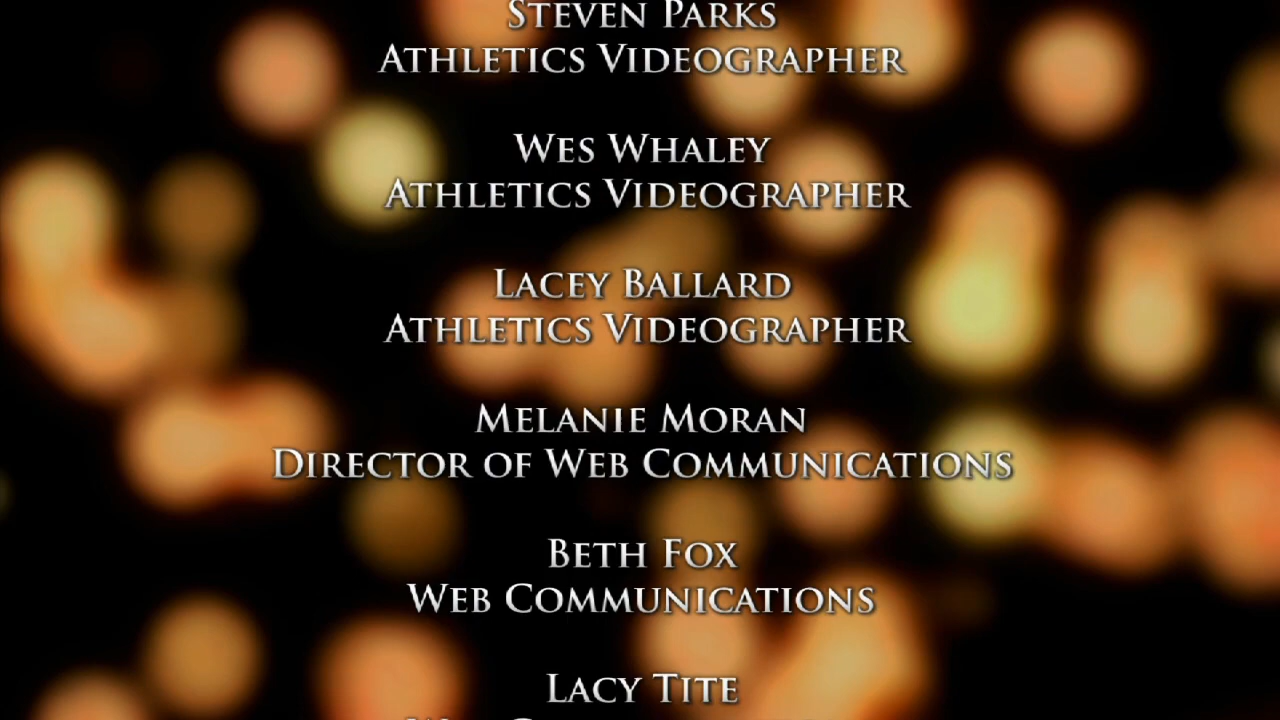 Steven Parks
Athletics Videographer
Wes Whaley
Athletics Videographer
Lacey Ballard
Athletics Videographer
Melanie Moran
Director of Web Communications
Beth Fox
Web Communications
Lacy Tite